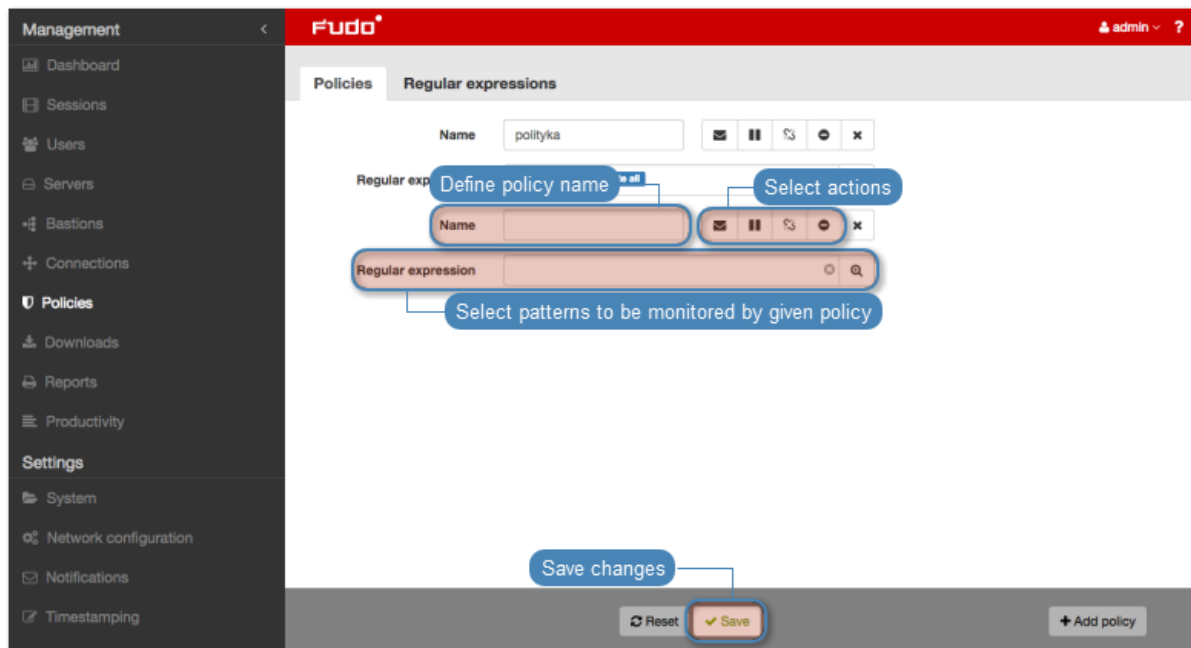 Management
Fudo
admin
?
Dashboard
Policies
Regular expressions
Sessions
Name
polityka
Users
Servers
Regular exp
all
Define policy name
Select actions
Bastions
Name
Connections
Regular expression
Policies
Select patterns to be monitored by given policy
Downloads
Reports
Productivity
Settings
System
Network configuration
Save changes
Notifications
Timestamping
Reset
Save
+ Add policy